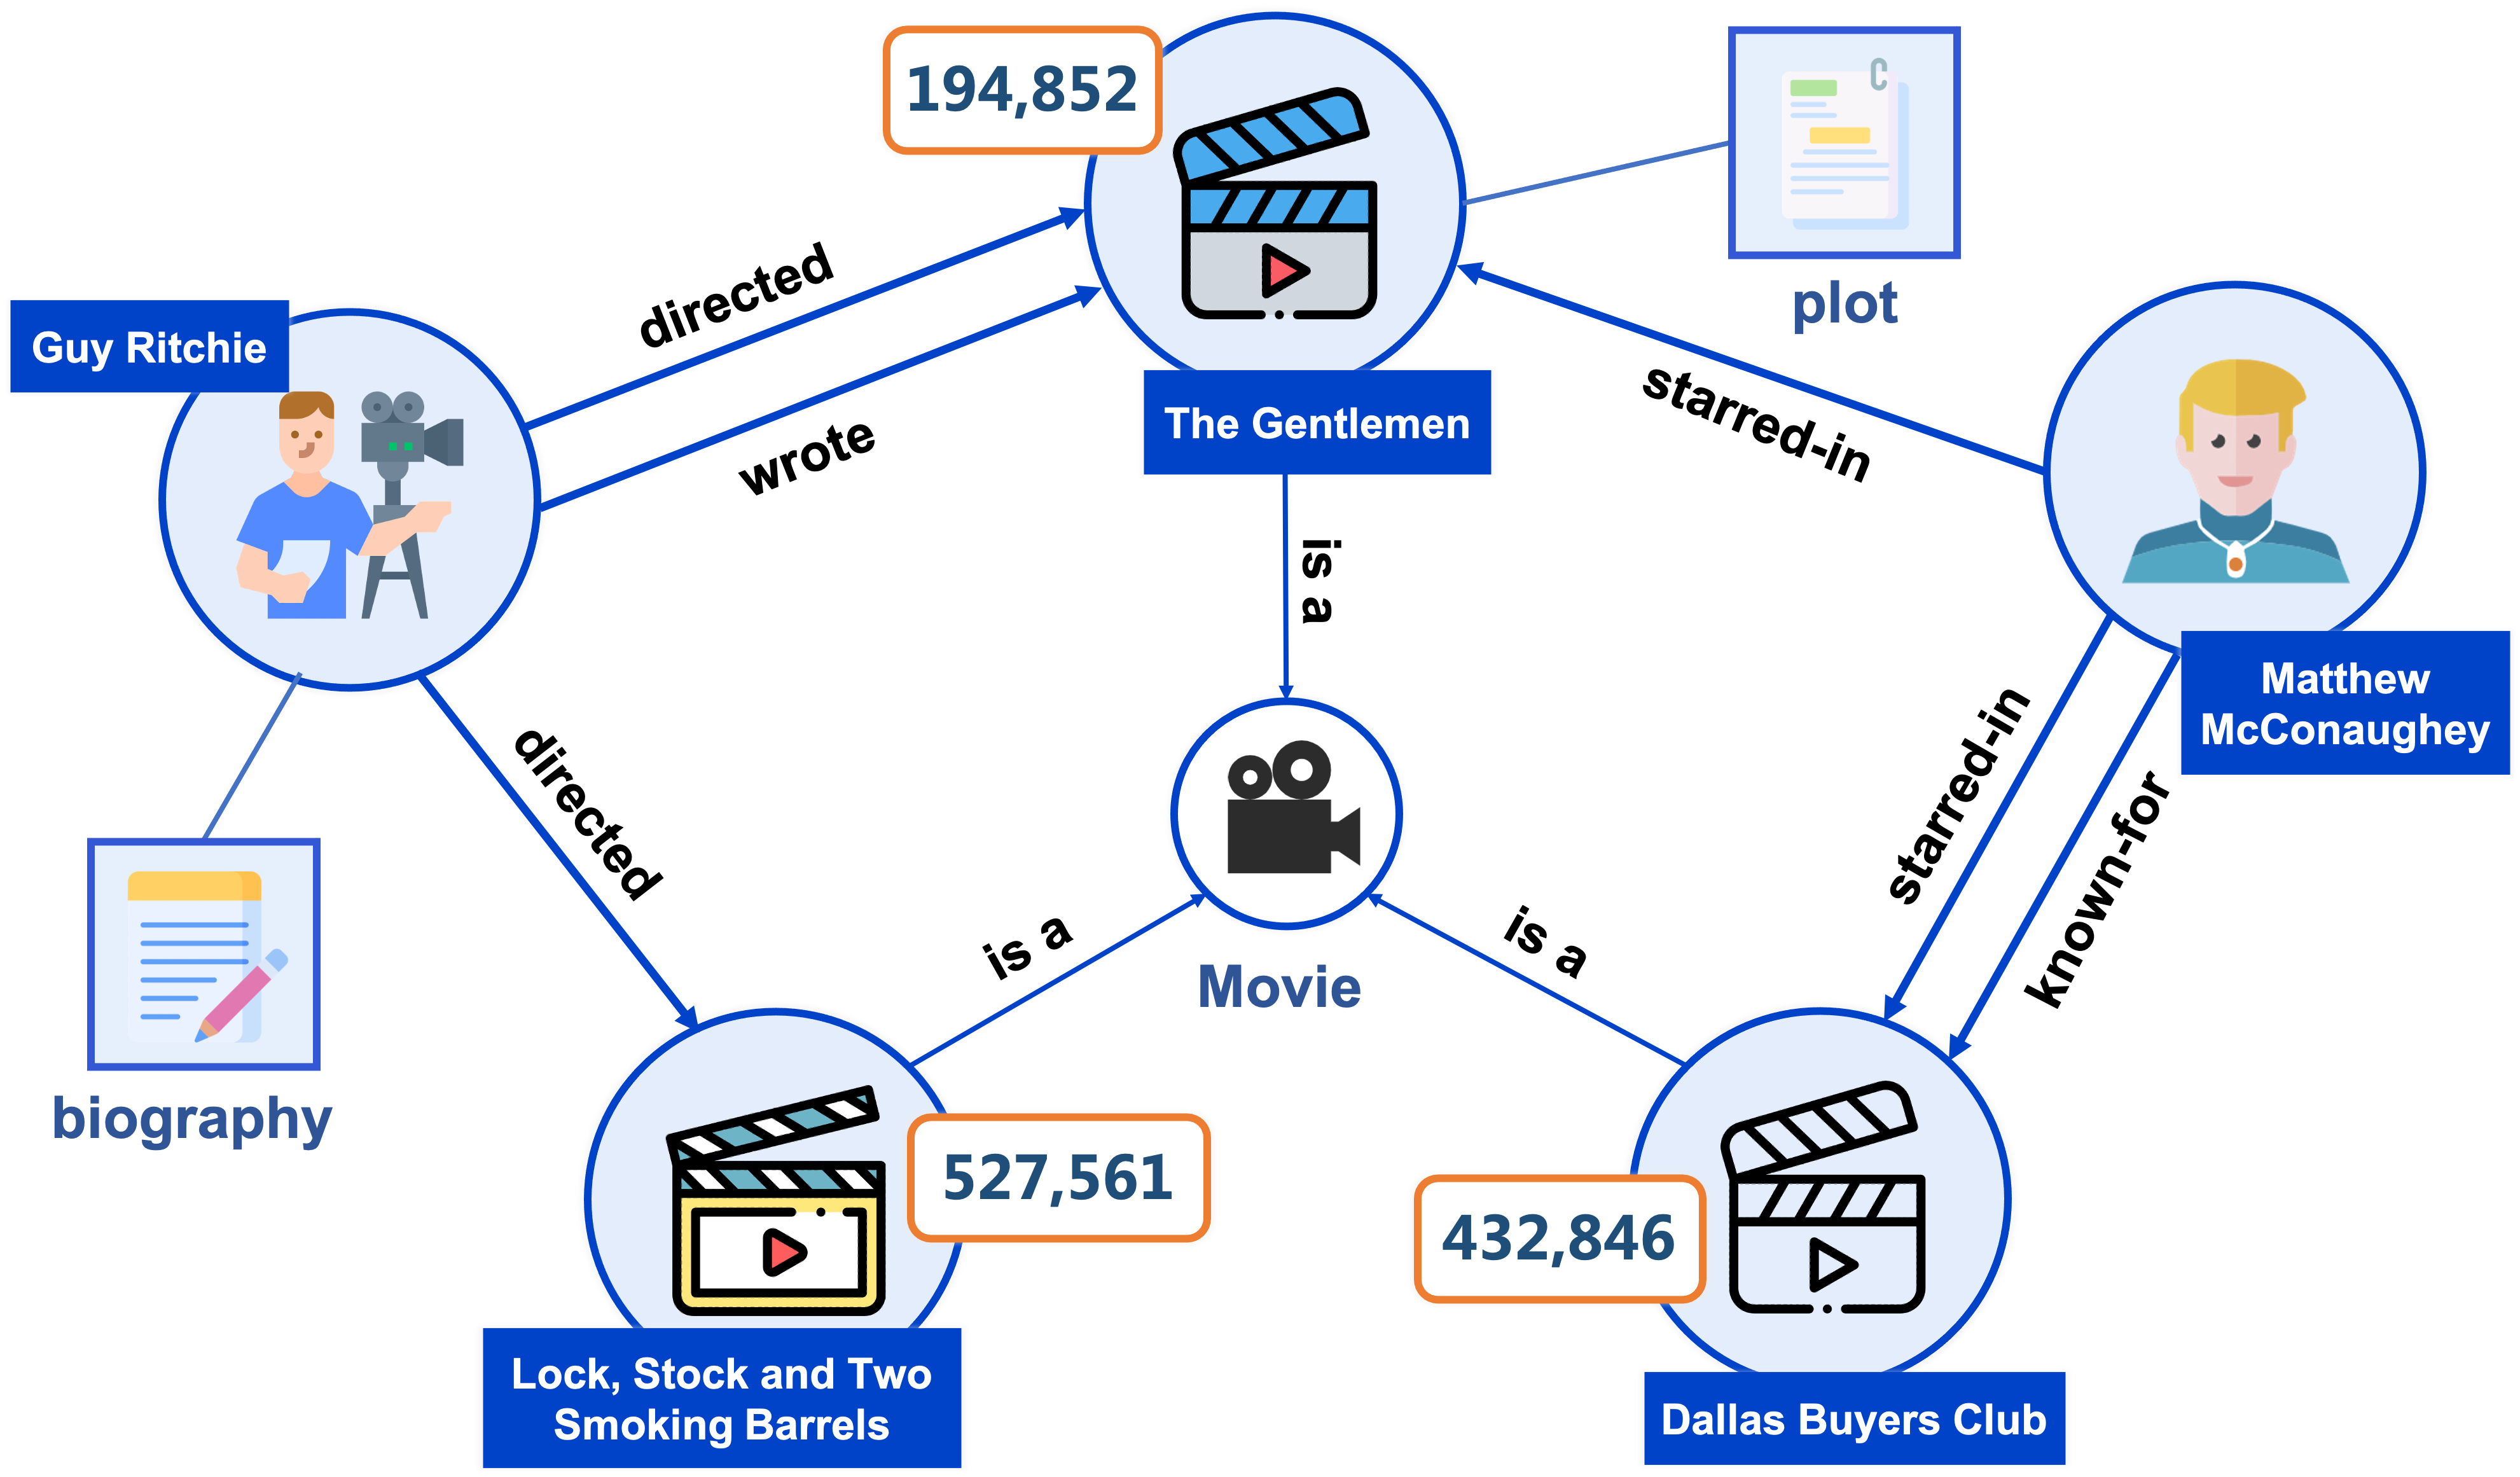 194,852
plot
directed
Guy Ritchie
The Gentlemen
starred-in
wrote
is a
Matthew
McConaughey
directed
starred-in
known-for
is a
is a
Movie
biography
527,561
432,846
Lock, Stock and Two
Smoking Barrels
Dallas Buyers Club